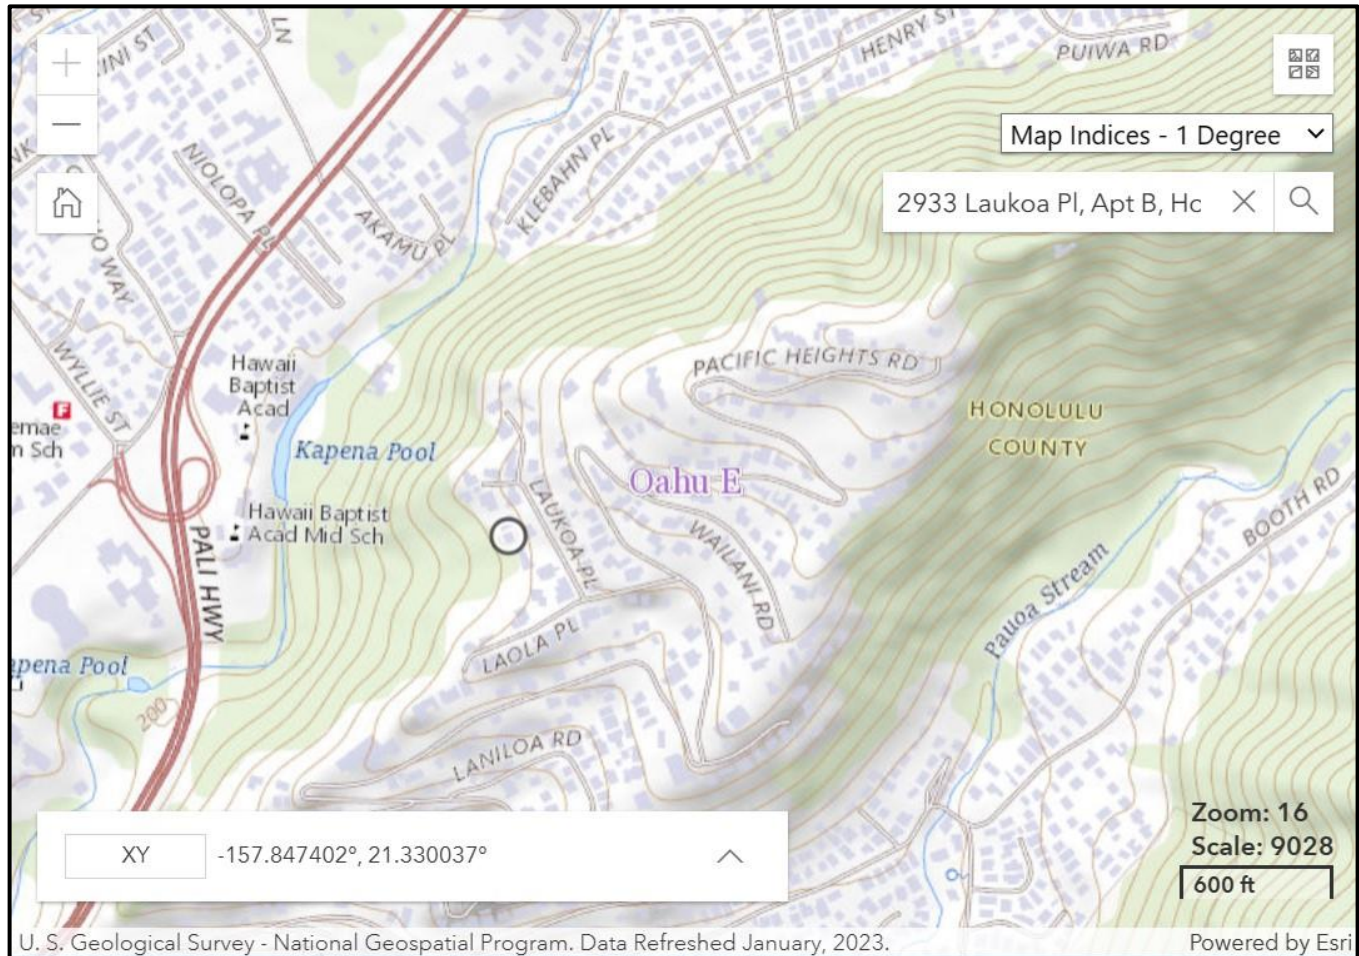 INI ST
LN
HENRY ST
PUIWA RD
Map Indices - 1 Degree
2933 Laukoa Pl, Apt B, Hc
NIOLOPA PL
AKAMU PL
KLEBAHN PL
O WAY
WYLLIE ST
Hawaii
Baptist
Acad
PACIFIC HEIGHTS RD
F
emae
n Sch
HONOLULU
COUNTY
Kapena Pool
Oahu E
LAUKOA PL
WAILANI RD
BOOTH RD
Hawaii Baptist
Acad Mid Sch
PALI HWY
Pauoa Stream
LAOLA PL
apena Pool
200
LANILOA RD
Zoom: 16
Scale: 9028
600 ft
XY
-157.847402°, 21.330037°
U. S. Geological Survey - National Geospatial Program. Data Refreshed January, 2023.
Powered by Esri